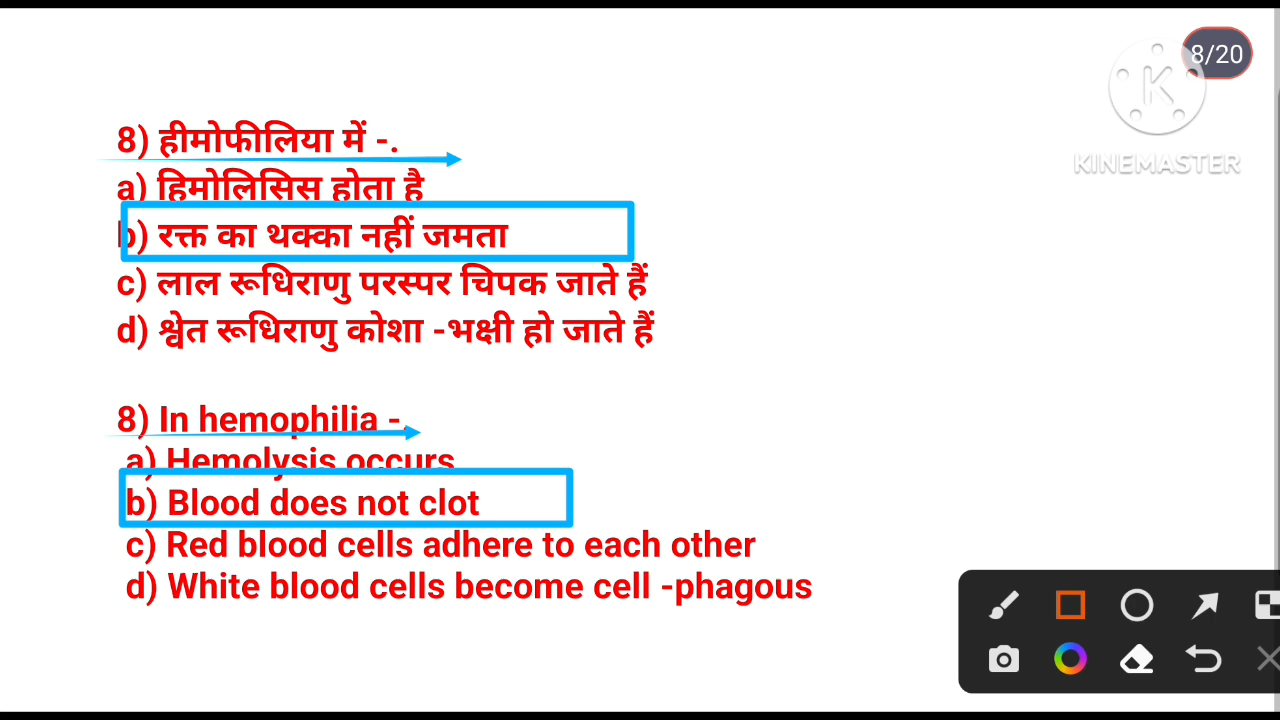 8/20
KINEMASTER
8) हीमोफीलिया में -.
a) हिमोलिसिस होता है
b) रक्त का थक्का नहीं जमता
c) लाल रूधिराणु परस्पर चिपक जाते हैं
d) श्वेत रूधिराणु कोशा -भक्षी हो जाते हैं
8) In hemophilia -.
a) Hemolysis occurs
b) Blood does not clot
c) Red blood cells adhere to each other
d) White blood cells become cell -phagous